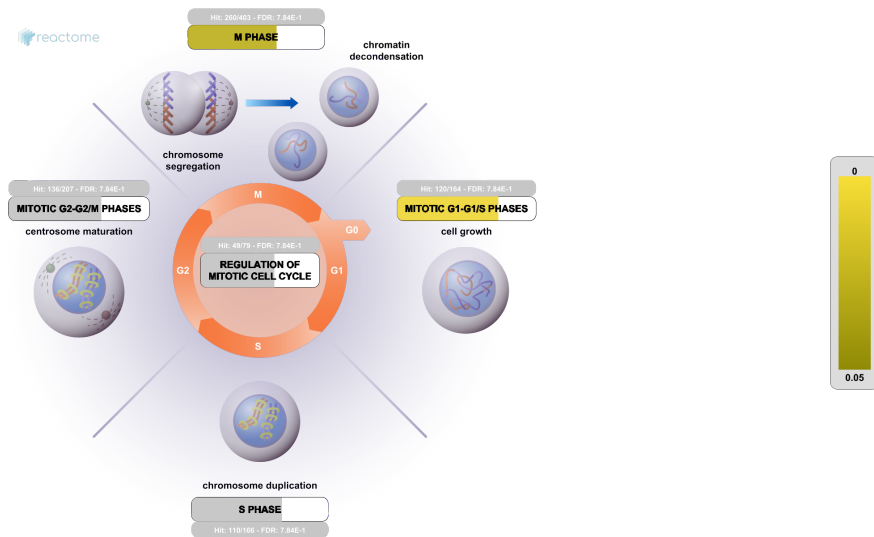 reactome
Hit: 260/403 - FDR: 7.84E-1
M PHASE
chromatin
decondensation
chromosome
segregation
Hit: 136/207 - FDR: 7.84E-1
MITOTIC G2-G2/M PHASES
centrosome maturation
M
G0
G1
S
G2
Hit: 49/79 - FDR: 7.84E-1
REGULATION OF
MITOTIC CELL CYCLE
Hit: 120/164 - FDR: 7.84E-1
MITOTIC G1-G1/S PHASES
cell growth
chromosome duplication
S PHASE
Hit: 110/166 - FDR: 7.84E-1
0
0.05